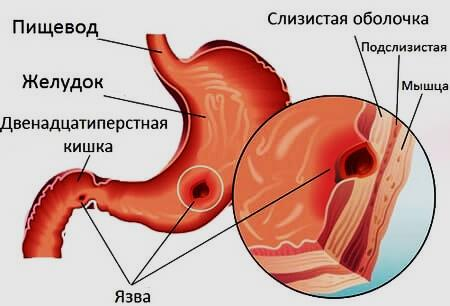 Пищевод
Желудок
Двенадцатиперстная
кишка
Язва
Слизистая оболочка
Подслизистая
Мышца